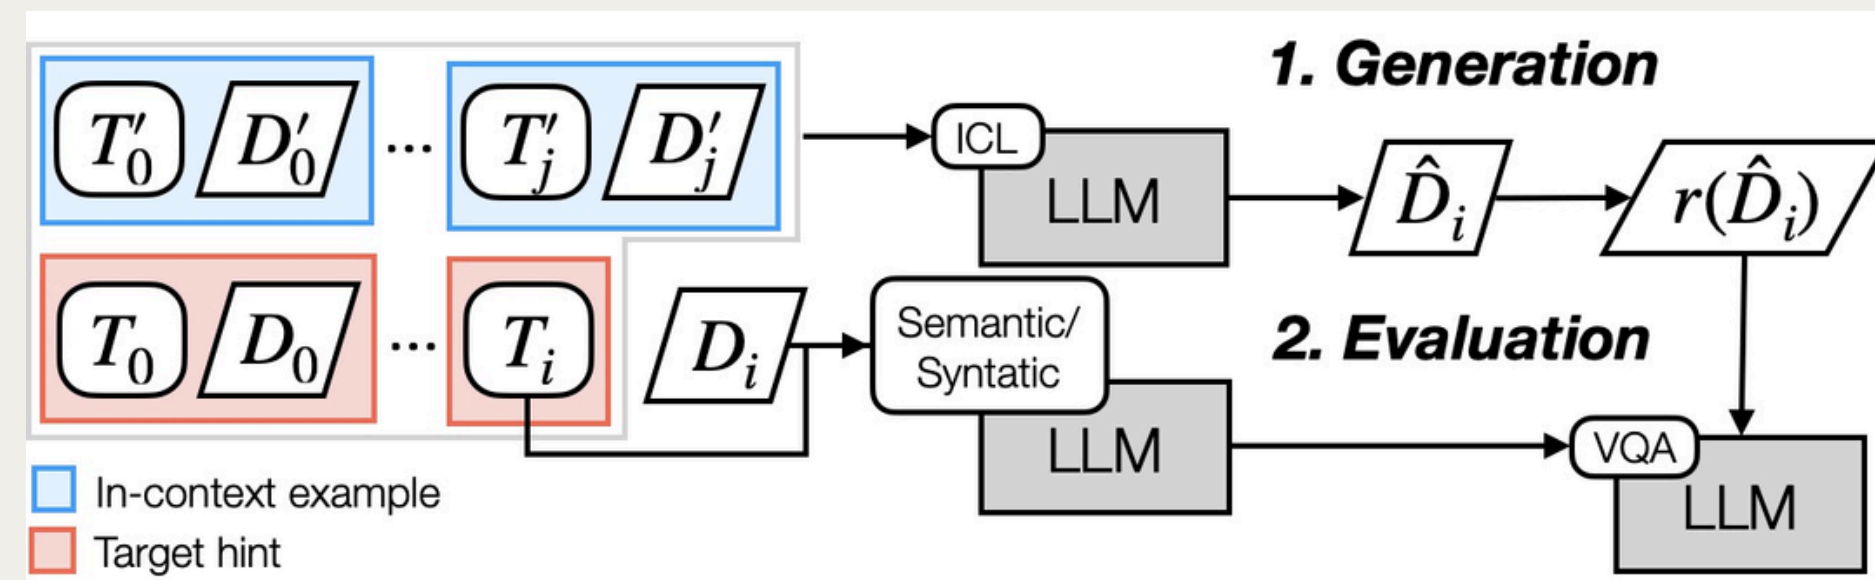 1. Generation
T′₀ D′₀ ... T′ⱼ D′ⱼ
ICL
LLM
D̂ᵢ
r(D̂ᵢ)
T₀ D₀ ... Tᵢ
Dᵢ
Semantic/
Syntatic
LLM
2. Evaluation
VQA
LLM
In-context example
Target hint